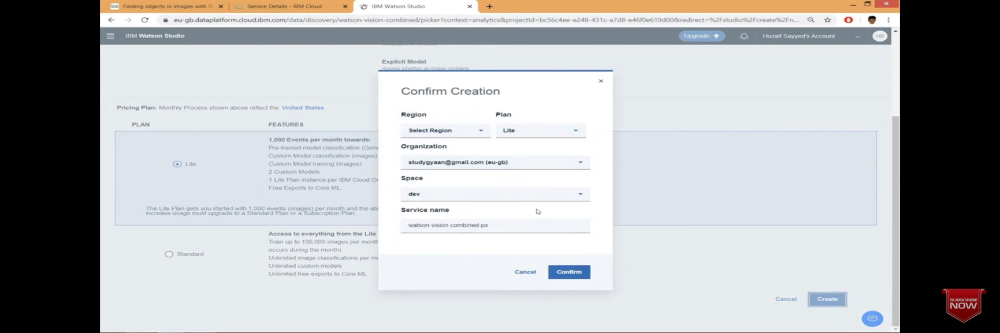 Finding objects in images with IB
Service Details - IBM Cloud
IBM Watson Studio
eu-gb.dataplatform.cloud.ibm.com/data/discovery/watson-vision-combined/picker?context=analytics&projectId=bc56c4ee-e248-431c-a7d8-e46f0e619d00&redirect=%2Fstudio%2Fcreate%2Fn...
IBM Watson Studio
Upgrade
Huzaif Sayyed's Account
HS
Explicit Model
Assess whether an image contains
Confirm Creation
Region
Plan
Select Region
Lite
Organization
studygyaan@gmail.com (eu-gb)
Space
dev
Service name
watson-vision-combined-px
Cancel
Confirm
Pricing Plan: Monthly Process shown above reflect the: United States
PLAN
FEATURES
Lite
1,000 Events per month towards:
Pre-trained model classification (Gene
Custom Model classification (images)
Custom Model training (images)
2 Custom Models
1 Lite Plan instance per IBM Cloud Or
Free Exports to Core ML
The Lite Plan gets you started with 1,000 events (images) per month and the abi
increase usage must upgrade to a Standard Plan or a Subscription Plan.
Standard
Access to everything from the Lite
Train up to 100,000 images per month
occurs during the month)
Unlimited image classifications per mo
Unlimited custom models
Unlimited free exports to Core ML
Cancel
Create
SUBSCRIBE
NOW